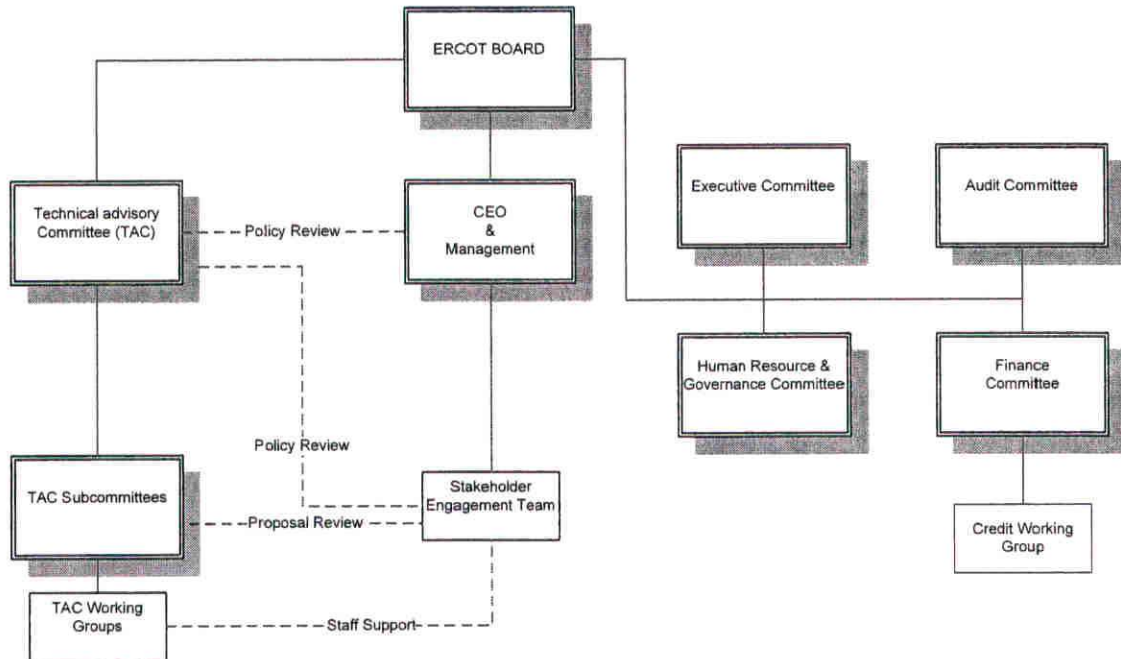 ERCOT BOARD
Technical advisory
Committee (TAC)
Policy Review
CEO
&
Management
Executive Committee
Audit Committee
Human Resource &
Governance Committee
Finance
Committee
Policy Review
TAC Subcommittees
Proposal Review
Stakeholder
Engagement Team
Credit Working
Group
TAC Working
Groups
Staff Support